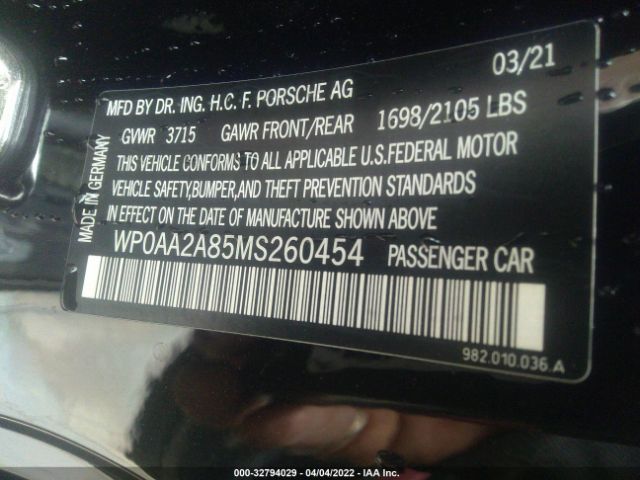 03/21
MFD BY DR. ING. H.C. F. PORSCHE AG
GVWR 3715 GAWR FRONT/REAR 1698/2105 LBS
THIS VEHICLE CONFORMS TO ALL APPLICABLE U.S.FEDERAL MOTOR
VEHICLE SAFETY,BUMPER,AND THEFT PREVENTION STANDARDS
IN EFFECT ON THE DATE OF MANUFACTURE SHOWN ABOVE
MADE IN GERMANY
WP0AA2A85MS260454 PASSENGER CAR
982.010.036.A
000-32794029 - 04/04/2022 - IAA Inc.